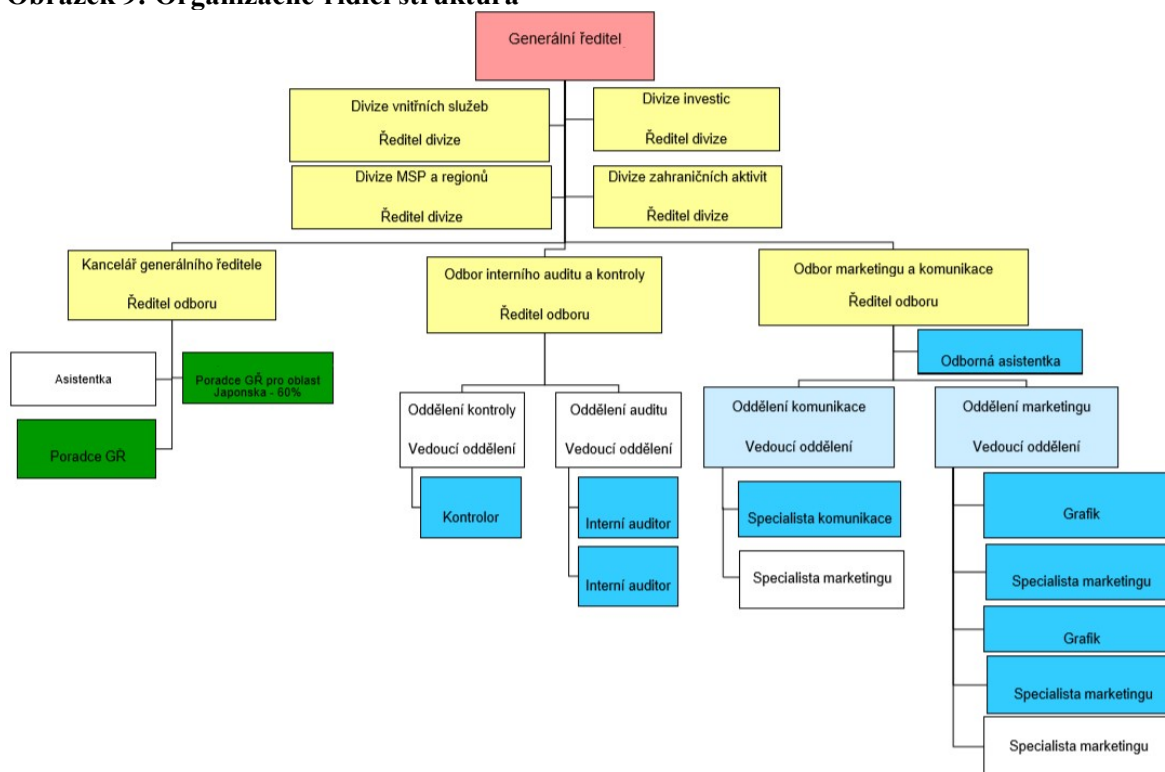 Obrázek 9: Organizačně řídící struktura
Generální ředitel
Divize vnitřních služeb
Ředitel divize
Divize investic
Ředitel divize
Divize MSP a regionů
Ředitel divize
Divize zahraničních aktivit
Ředitel divize
Kancelář generálního ředitele
Ředitel odboru
Odbor interního auditu a kontroly
Ředitel odboru
Odbor marketingu a komunikace
Ředitel odboru
Asistentka
Poradce GŘ pro oblast
Japonska - 60%
Poradce GŘ
Odborná asistentka
Oddělení kontroly
Vedoucí oddělení
Oddělení auditu
Vedoucí oddělení
Oddělení komunikace
Vedoucí oddělení
Oddělení marketingu
Vedoucí oddělení
Kontrolor
Interní auditor
Interní auditor
Specialista komunikace
Specialista marketingu
Grafik
Specialista marketingu
Grafik
Specialista marketingu
Specialista marketingu